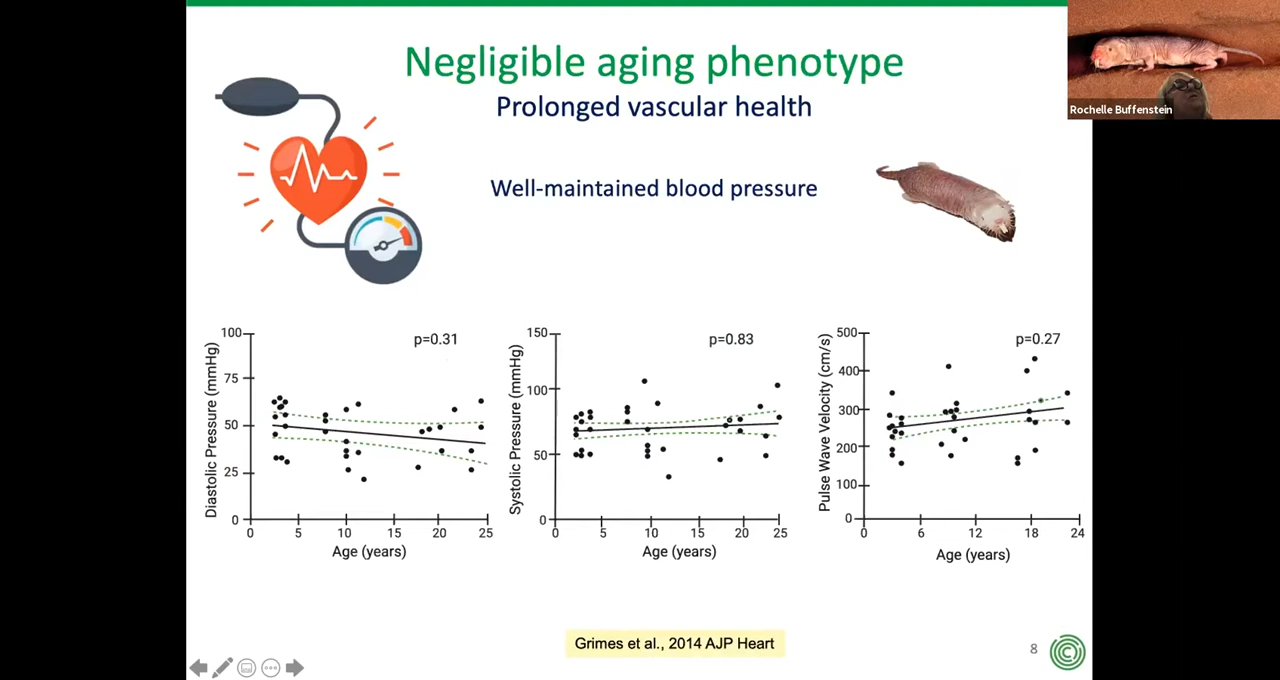 Negligible aging phenotype
Prolonged vascular health
Well-maintained blood pressure
Rochelle Buffenstein
Diastolic Pressure (mmHg)
100
75
50
25
0
p=0.31
0 5 10 15 20 25
Age (years)
Systolic Pressure (mmHg)
150
100
50
0
p=0.83
0 5 10 15 20 25
Age (years)
Pulse Wave Velocity (cm/s)
500
400
300
200
100
0
p=0.27
0 6 12 18 24
Age (years)
Grimes et al., 2014 AJP Heart
8